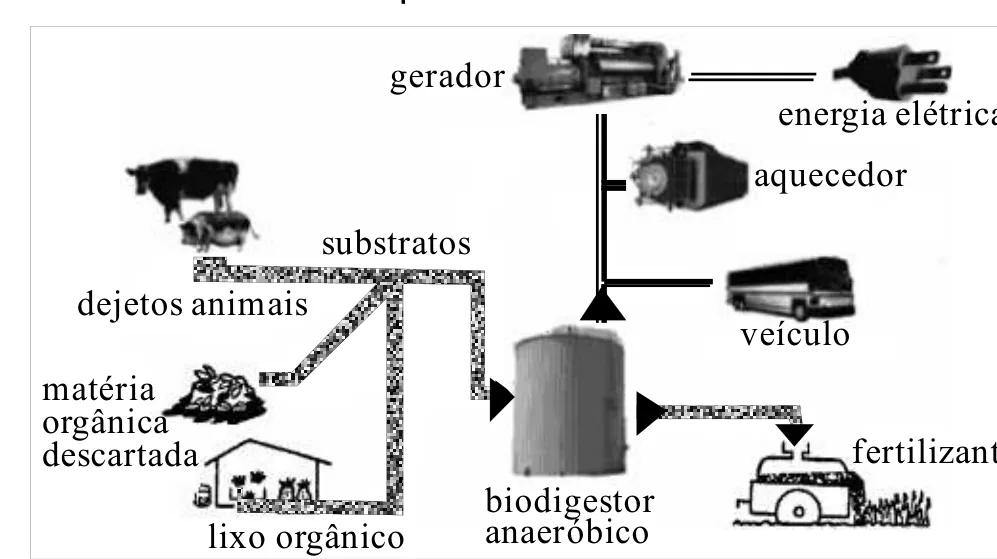 gerador
energia elétrica
aquecedor
substratos
dejetos animais
veículo
matéria
orgânica
descartada
fertilizant
biodigestor
anaeróbico
lixo orgânico